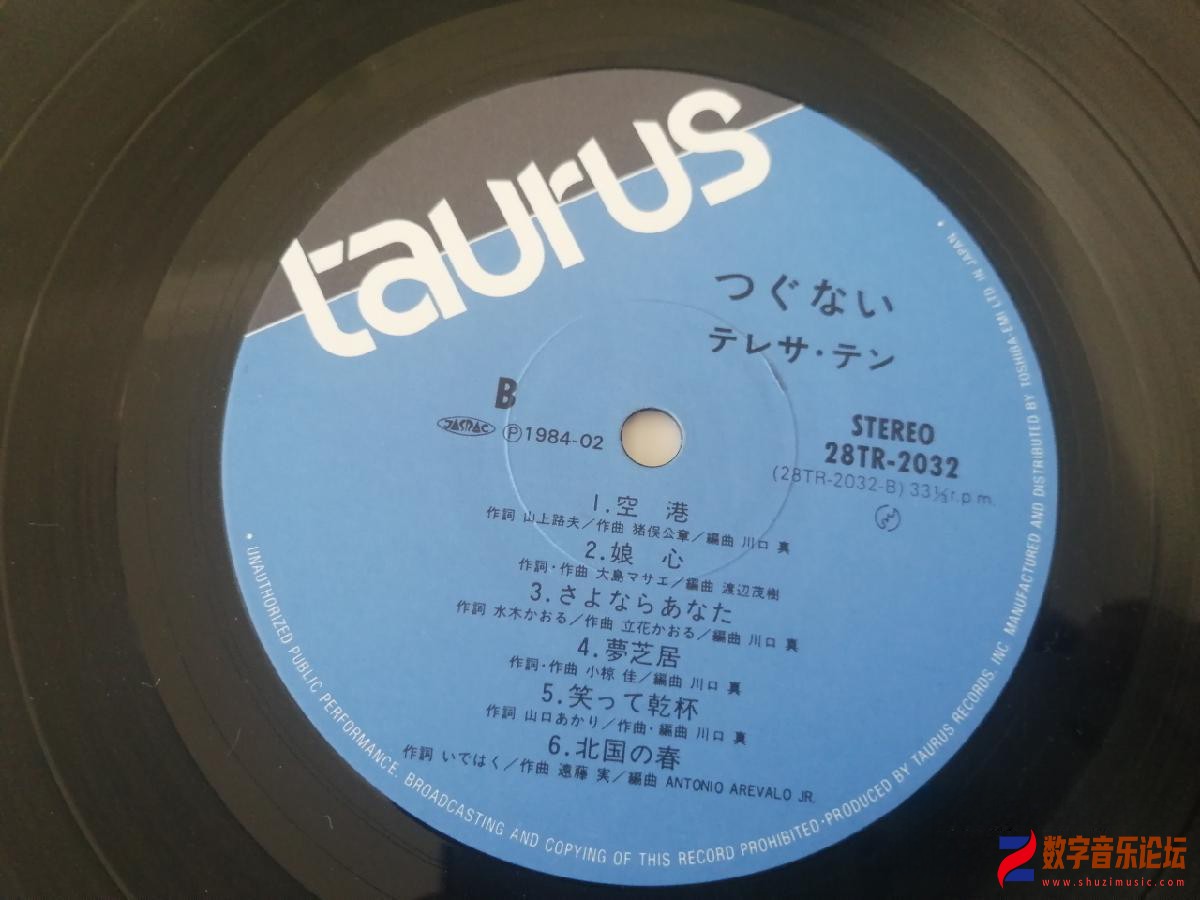 taurus
つぐない
テレサ・テン
B
JASRAC Ⓟ1984-02
STEREO
28TR-2032
(28TR-2032-B) 33⅓r.p.m.
1.空 港
作詞 山上路夫/作曲 猪俣公章/編曲 川口 真
2.娘 心
作詞・作曲 大島マサエ/編曲 渡辺茂樹
3.さよならあなた
作詞 水木かおる/作曲 立花かおる/編曲 川口 真
4.夢芝居
作詞・作曲 小椋 佳/編曲 川口 真
5.笑って乾杯
作詞 山口あかり/作曲・編曲 川口 真
6.北国の春
作詞 いではく/作曲 遠藤 実/編曲 ANTONIO AREVALO JR.
• UNAUTHORIZED PUBLIC PERFORMANCE, BROADCASTING AND COPYING OF THIS RECORD PROHIBITED•PRODUCED BY TAURUS RECORDS, INC MANUFACTURED AND DISTRIBUTED BY TOSHIBA-EMI LTD IN JAPAN •
数字音乐论坛
www.shuzimusic.com